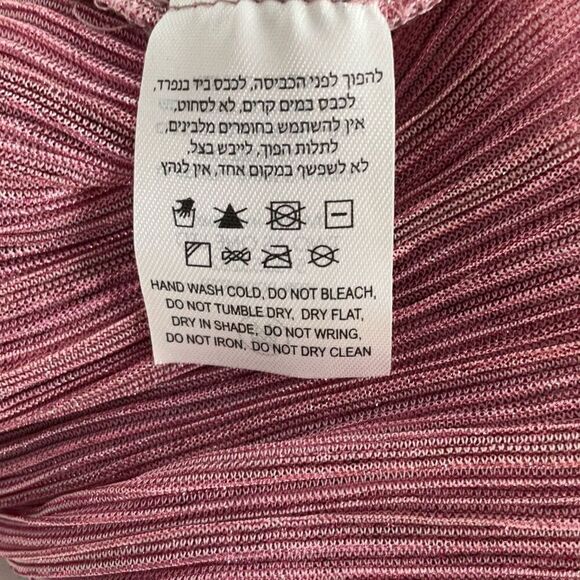 להפוך לפני הכביסה, לכבס ביד בנפרד,
לכבס במים קרים, לא לסחוט,
אין להשתמש בחומרים מלבינים,
לתלות הפוך, לייבש בצל.
לא לשפשף במקום אחד, אין לגהץ
HAND WASH COLD, DO NOT BLEACH,
DO NOT TUMBLE DRY, DRY FLAT,
DRY IN SHADE, DO NOT WRING,
DO NOT IRON, DO NOT DRY CLEAN